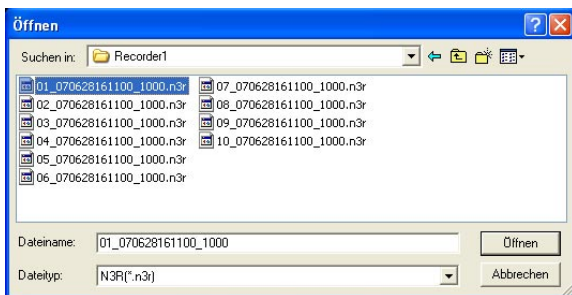 Öffnen
Suchen in: Recorder1
01_070628161100_1000.n3r 07_070628161100_1000.n3r
02_070628161100_1000.n3r 08_070628161100_1000.n3r
03_070628161100_1000.n3r 09_070628161100_1000.n3r
04_070628161100_1000.n3r 10_070628161100_1000.n3r
05_070628161100_1000.n3r
06_070628161100_1000.n3r
Dateiname: 01_070628161100_1000 Öffnen
Dateityp: N3R(*.n3r) Abbrechen